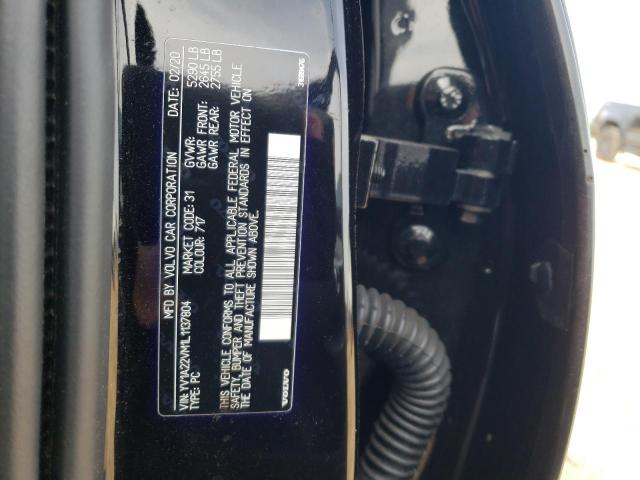 MFD BY VOLVO CAR CORPORATION DATE: 02/20
VIN: YV1A22VM1L1137804 GVWR: 5290 LB
TYPE: PC MARKET CODE: 31 GAWR FRONT: 2645 LB
COLOUR: 717 GAWR REAR: 2755 LB
THIS VEHICLE CONFORMS TO ALL APPLICABLE FEDERAL MOTOR VEHICLE
SAFETY, BUMPER AND THEFT PREVENTION STANDARDS IN EFFECT ON
THE DATE OF MANUFACTURE SHOWN ABOVE.
VOLVO